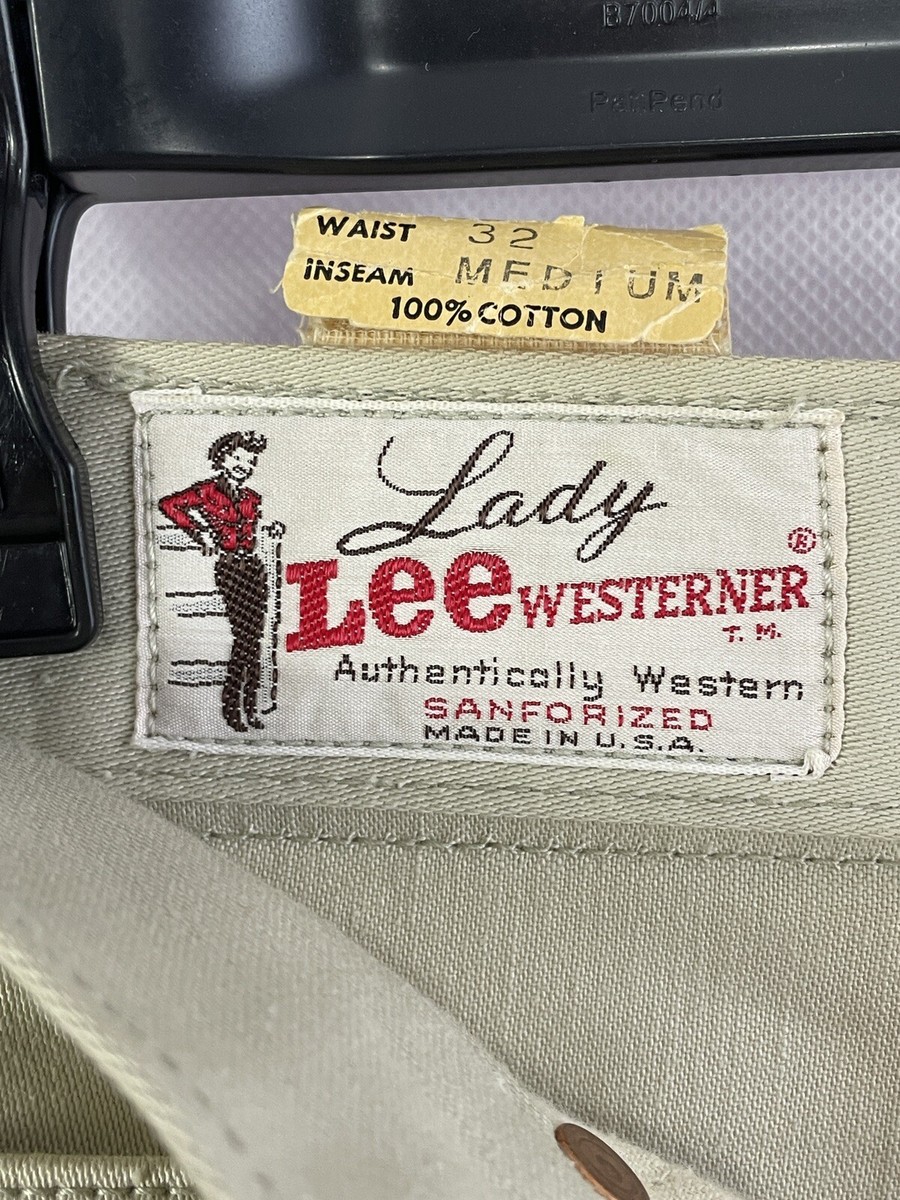 B7004/4
Pat.Pend
WAIST 32
INSEAM MEDIUM
100% COTTON
Lady
Lee WESTERNER ®
T.M.
Authentically Western
SANFORIZED
MADE IN U.S.A.